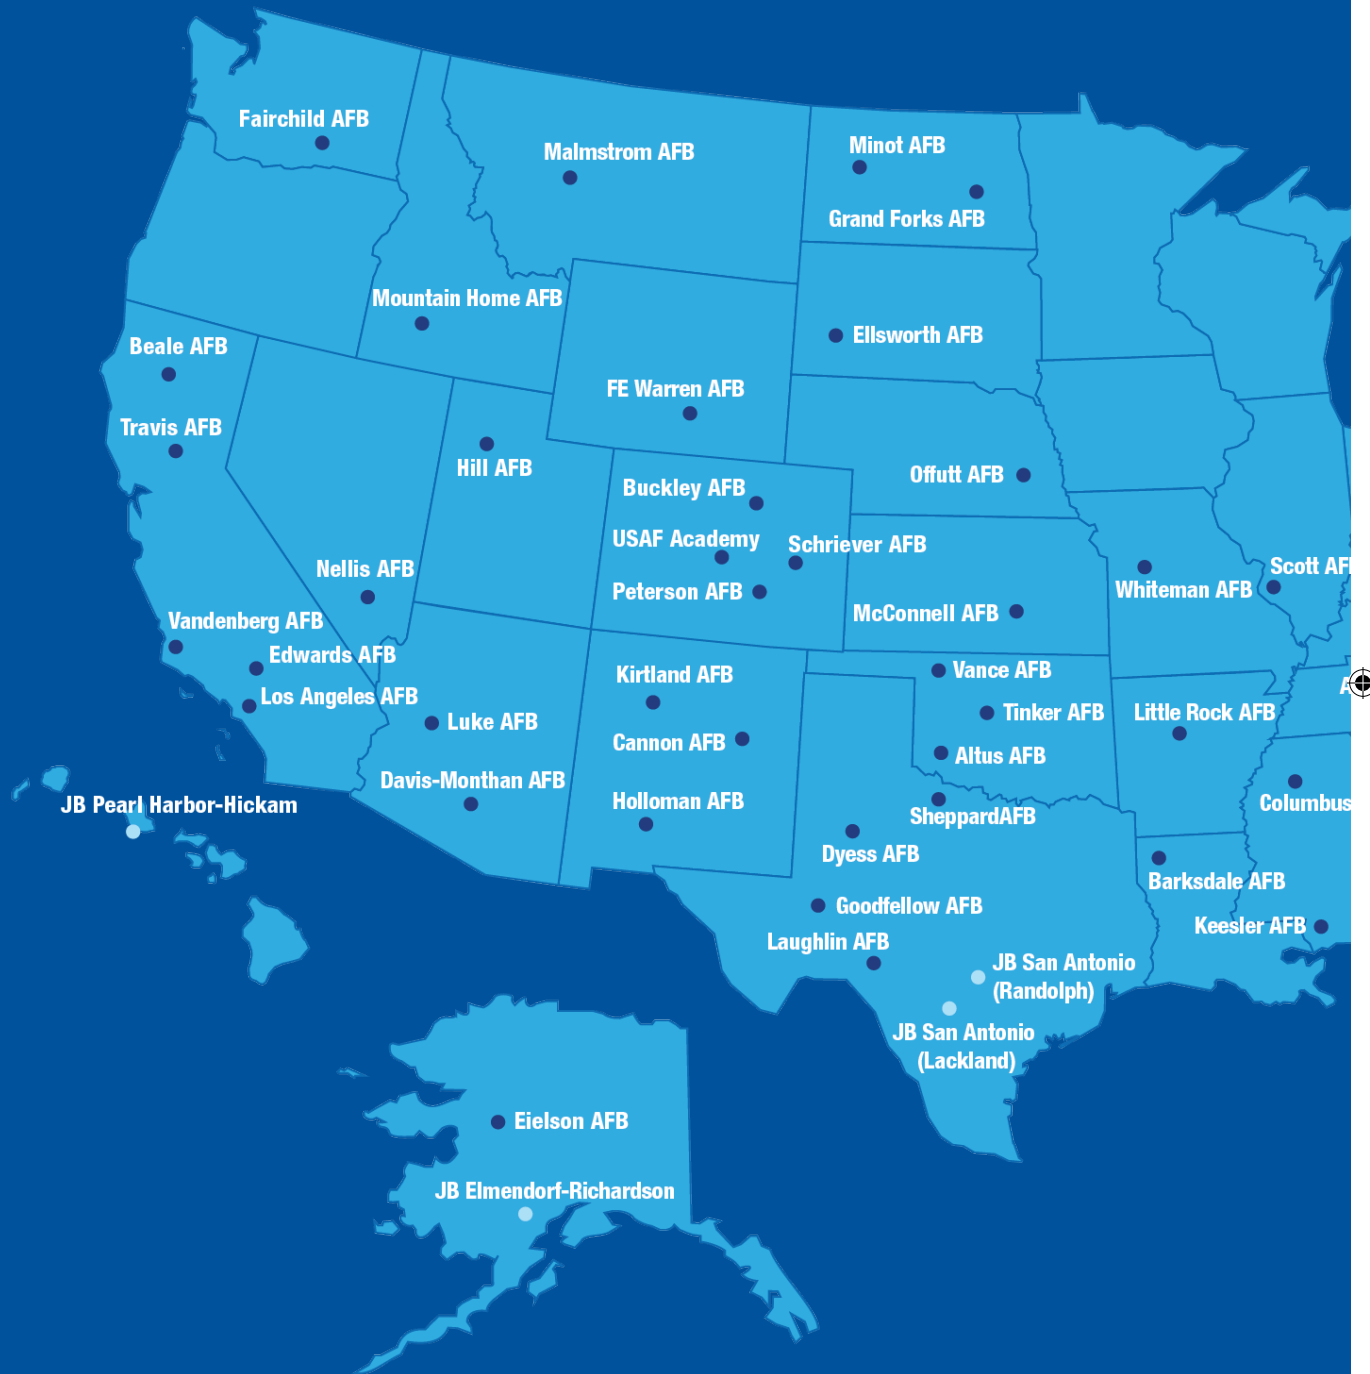 Fairchild AFB
Malmstrom AFB
Minot AFB
Grand Forks AFB
Mountain Home AFB
Beale AFB
Ellsworth AFB
FE Warren AFB
Travis AFB
Hill AFB
Offutt AFB
Buckley AFB
USAF Academy
Schriever AFB
Nellis AFB
Scott AF
Peterson AFB
Whiteman AFB
McConnell AFB
Vandenberg AFB
Edwards AFB
Kirtland AFB
Vance AFB
Los Angeles AFB
Luke AFB
Tinker AFB
Little Rock AFB
Cannon AFB
Altus AFB
Davis-Monthan AFB
Holloman AFB
JB Pearl Harbor-Hickam
Columbus
SheppardAFB
Dyess AFB
Barksdale AFB
Goodfellow AFB
Keesler AFB
Laughlin AFB
JB San Antonio
(Randolph)
JB San Antonio
(Lackland)
Eielson AFB
JB Elmendorf-Richardson